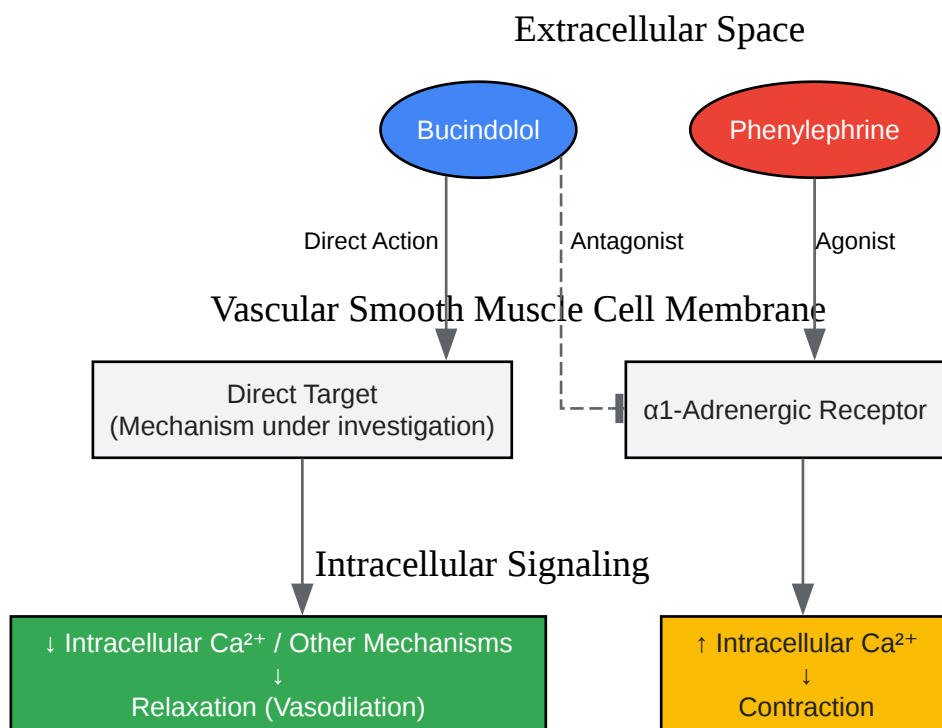 Extracellular Space
Bucindolol
Phenylephrine
Direct Action
Antagonist
Agonist
Vascular Smooth Muscle Cell Membrane
Direct Target
(Mechanism under investigation)
α1-Adrenergic Receptor
Intracellular Signaling
↓ Intracellular Ca²⁺ / Other Mechanisms
↓
Relaxation (Vasodilation)
↑ Intracellular Ca²⁺
↓
Contraction